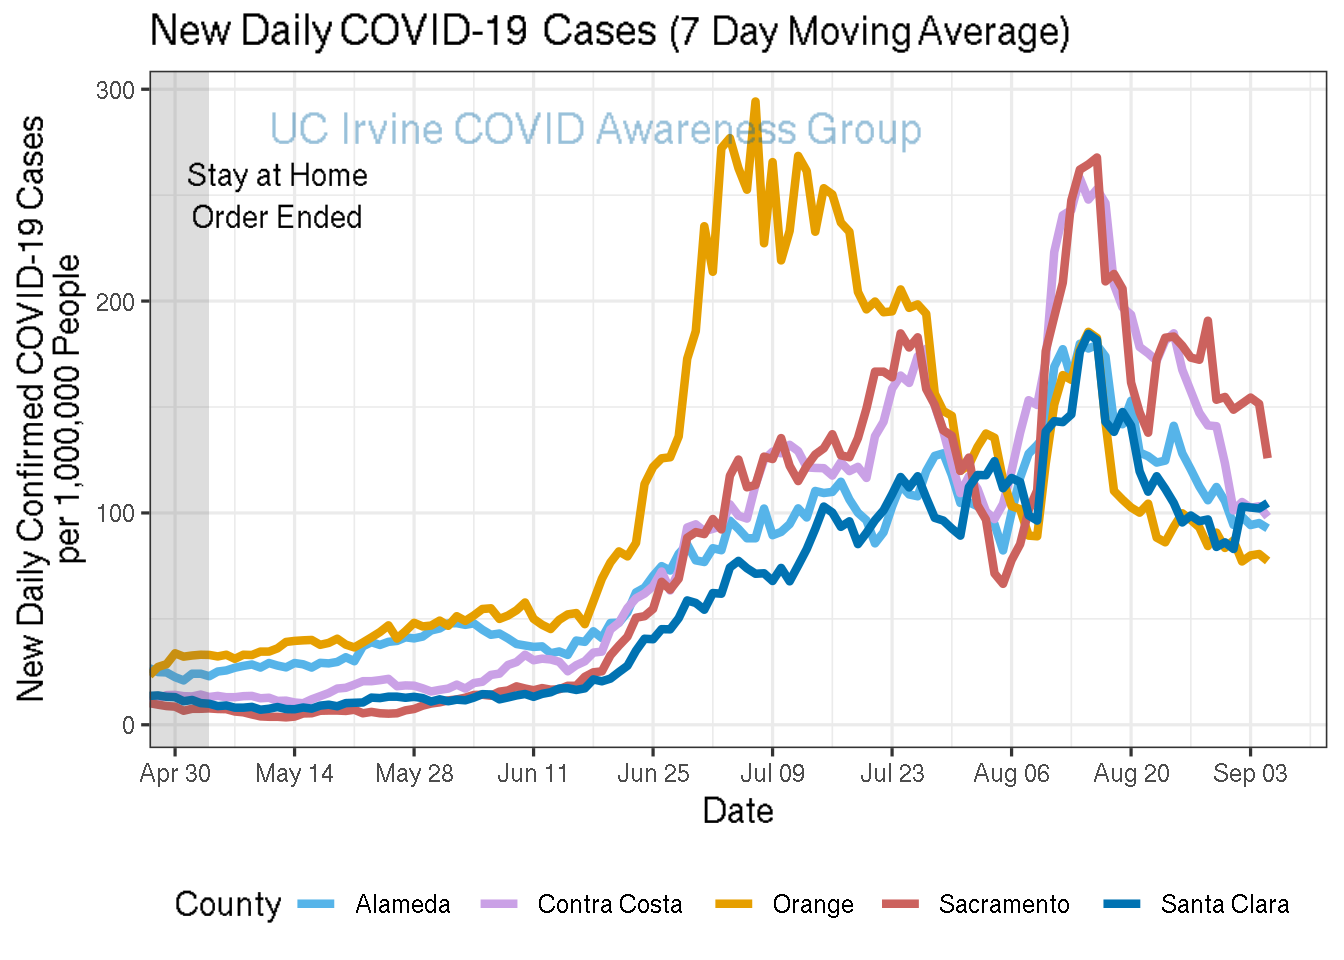 New Daily COVID-19 Cases (7 Day Moving Average)
UC Irvine COVID Awareness Group
Stay at Home
Order Ended
New Daily Confirmed COVID-19 Cases
per 1,000,000 People
300
200
100
0
Apr 30
May 14
May 28
Jun 11
Jun 25
Jul 09
Jul 23
Aug 06
Aug 20
Sep 03
Date
County
Alameda
Contra Costa
Orange
Sacramento
Santa Clara